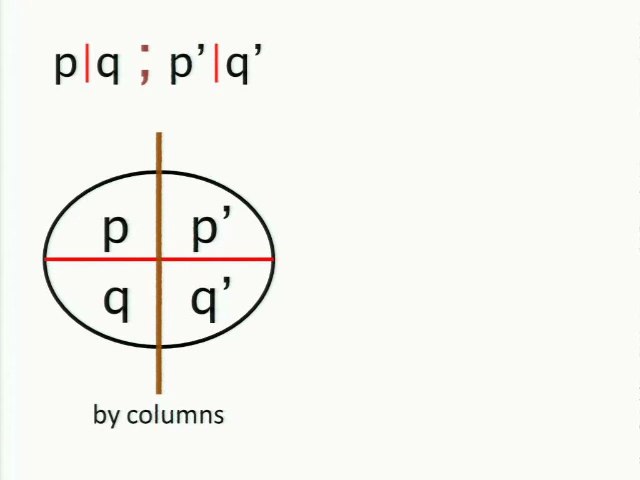 p|q ; p’|q’
p p’
q q’
by columns